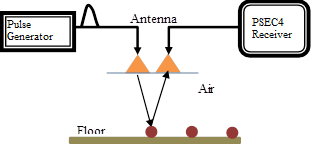 Antenna
Pulse
Generator
PSEC4
Receiver
Air
Floor